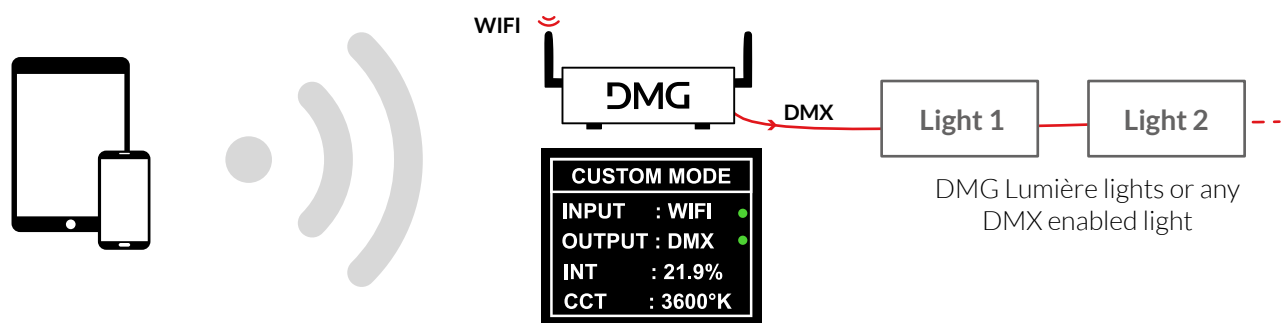 WIFI
DMG
DMX
Light 1
Light 2
CUSTOM MODE
INPUT : WIFI
OUTPUT : DMX
INT : 21.9%
CCT : 3600°K
DMG Lumière lights or any
DMX enabled light